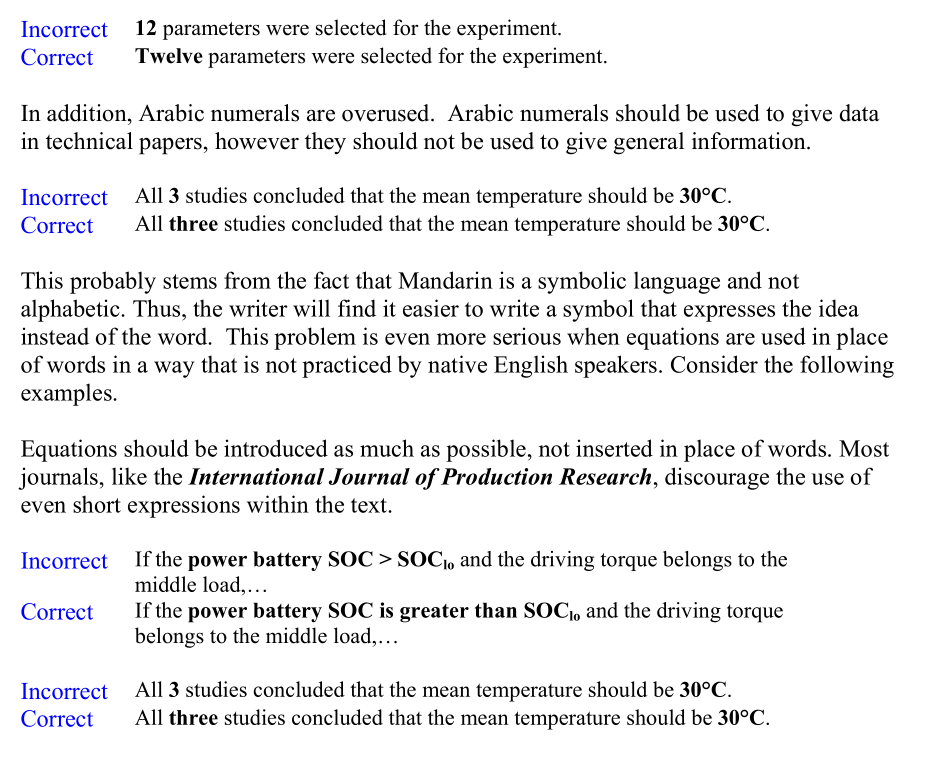 Incorrect 12 parameters were selected for the experiment.
Correct Twelve parameters were selected for the experiment.
In addition, Arabic numerals are overused.  Arabic numerals should be used to give data
in technical papers, however they should not be used to give general information.
Incorrect All 3 studies concluded that the mean temperature should be 30°C.
Correct All three studies concluded that the mean temperature should be 30°C.
This probably stems from the fact that Mandarin is a symbolic language and not
alphabetic. Thus, the writer will find it easier to write a symbol that expresses the idea
instead of the word.  This problem is even more serious when equations are used in place
of words in a way that is not practiced by native English speakers. Consider the following
examples.
Equations should be introduced as much as possible, not inserted in place of words. Most
journals, like the International Journal of Production Research, discourage the use of
even short expressions within the text.
Incorrect If the power battery SOC > SOClo and the driving torque belongs to the
middle load,…
Correct If the power battery SOC is greater than SOClo and the driving torque
belongs to the middle load,…
Incorrect All 3 studies concluded that the mean temperature should be 30°C.
Correct All three studies concluded that the mean temperature should be 30°C.